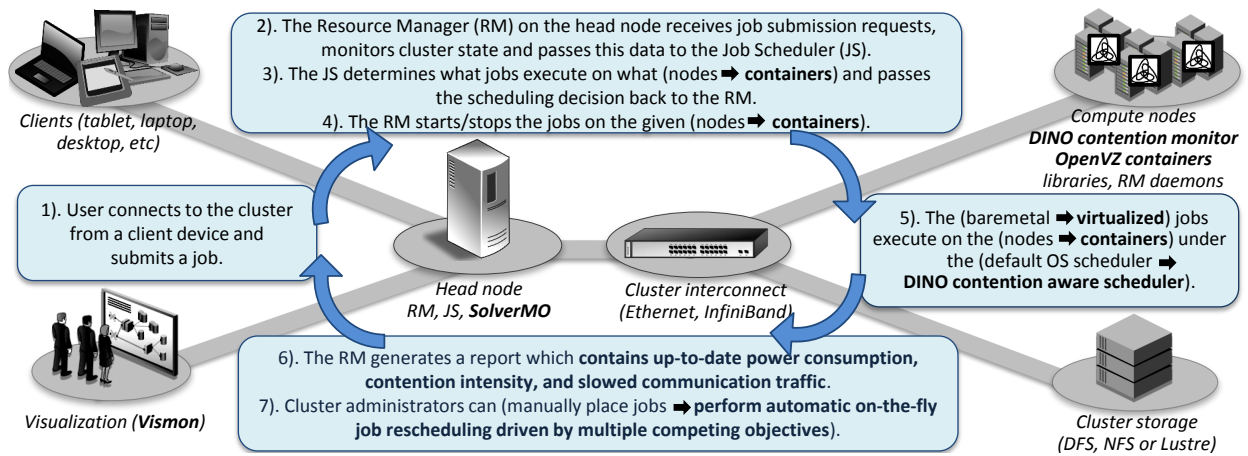 2). The Resource Manager (RM) on the head node receives job submission requests,
monitors cluster state and passes this data to the Job Scheduler (JS).
3). The JS determines what jobs execute on what (nodes ➡ containers) and passes
the scheduling decision back to the RM.
4). The RM starts/stops the jobs on the given (nodes ➡ containers).
Clients (tablet, laptop,
desktop, etc)
Compute nodes
DINO contention monitor
OpenVZ containers
libraries, RM daemons
1). User connects to the cluster
from a client device and
submits a job.
5). The (baremetal ➡ virtualized) jobs
execute on the (nodes ➡ containers) under
the (default OS scheduler ➡
DINO contention aware scheduler).
Head node
RM, JS, SolverMO
Cluster interconnect
(Ethernet, InfiniBand)
6). The RM generates a report which contains up-to-date power consumption,
contention intensity, and slowed communication traffic.
7). Cluster administrators can (manually place jobs ➡ perform automatic on-the-fly
job rescheduling driven by multiple competing objectives).
Visualization (Vismon)
Cluster storage
(DFS, NFS or Lustre)